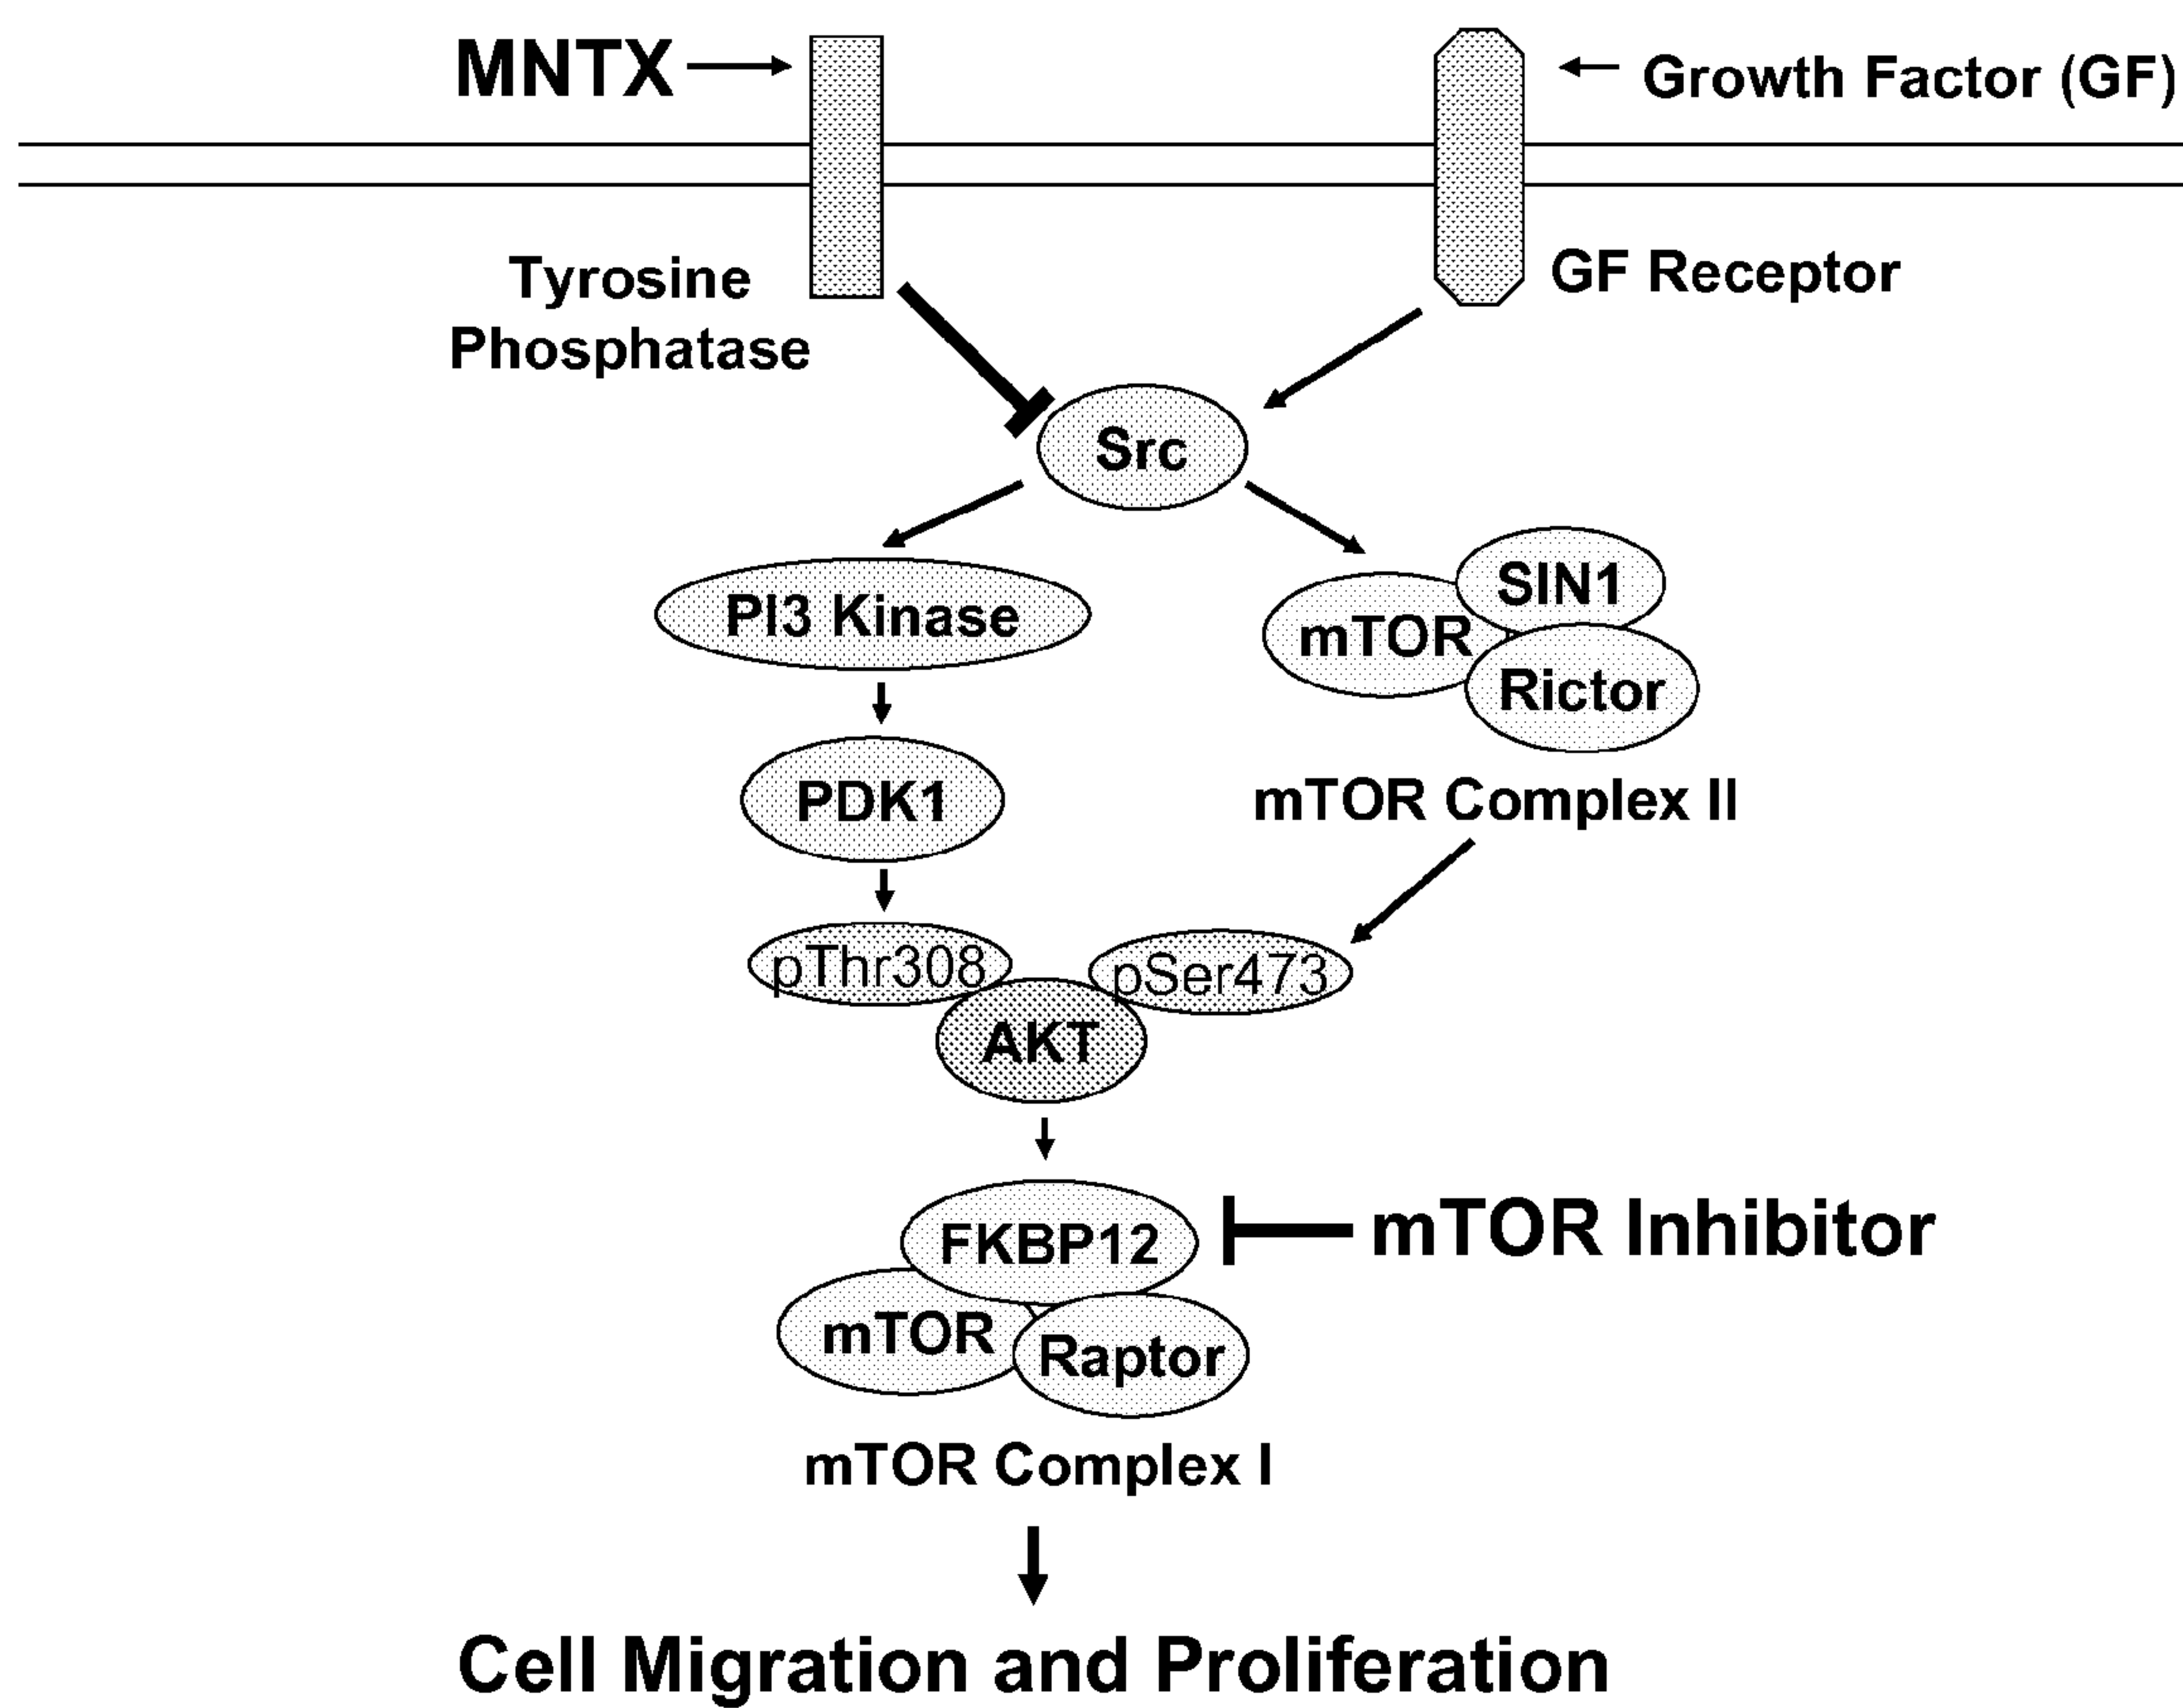 MNTX
Growth Factor (GF)
Tyrosine
Phosphatase
GF Receptor
Src
PI3 Kinase
SIN1
mTOR
Rictor
PDK1
mTOR Complex II
pThr308
pSer473
AKT
FKBP12
mTOR Inhibitor
mTOR
Raptor
mTOR Complex I
Cell Migration and Proliferation